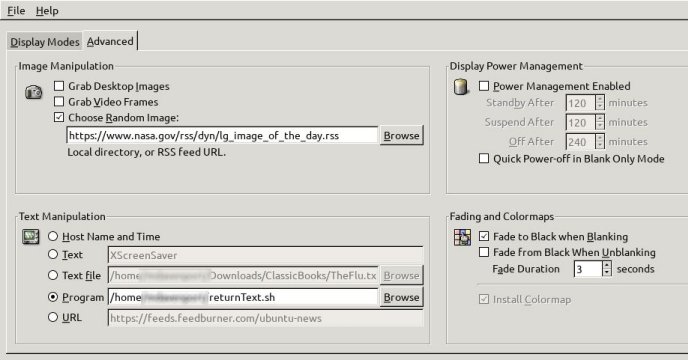 File Help
Display Modes Advanced
Image Manipulation
Grab Desktop Images
Grab Video Frames
Choose Random Image:
https://www.nasa.gov/rss/dyn/lg_image_of_the_day.rss Browse
Local directory, or RSS feed URL.
Display Power Management
Power Management Enabled
Standby After 120 minutes
Suspend After 120 minutes
Off After 240 minutes
Quick Power-off in Blank Only Mode
Text Manipulation
Host Name and Time
Text XScreenSaver
Text file /home/ Downloads/ClassicBooks/TheFlu.tx Browse
Program /home/ returnText.sh Browse
URL https://feeds.feedburner.com/ubuntu-news
Fading and Colormaps
Fade to Black when Blanking
Fade from Black When Unblanking
Fade Duration 3 seconds
Install Colormap